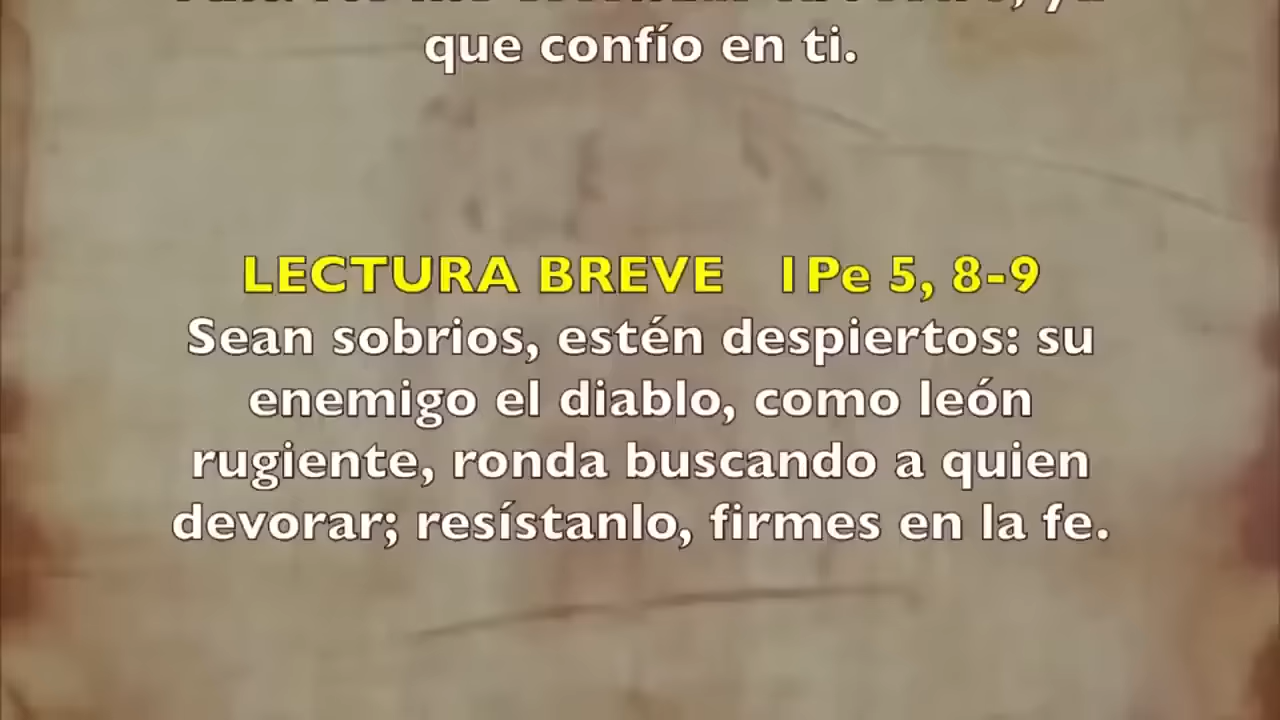 que confío en ti.
LECTURA BREVE 1Pe 5, 8-9
Sean sobrios, estén despiertos: su
enemigo el diablo, como león
rugiente, ronda buscando a quien
devorar; resístanlo, firmes en la fe.